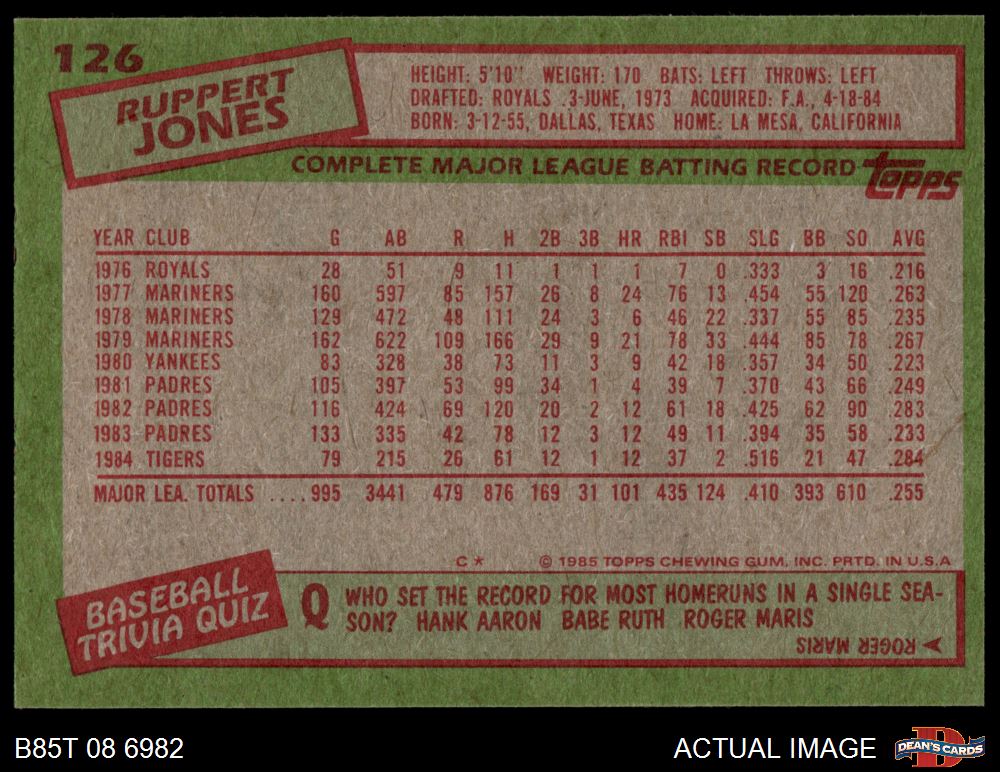 126
RUPPERT
JONES
HEIGHT: 5'10" WEIGHT: 170 BATS: LEFT THROWS: LEFT
DRAFTED: ROYALS .3-JUNE, 1973 ACQUIRED: F.A., 4-18-84
BORN: 3-12-55, DALLAS, TEXAS HOME: LA MESA, CALIFORNIA
COMPLETE MAJOR LEAGUE BATTING RECORD topps
YEAR CLUB G AB R H 2B 3B HR RBI SB SLG BB SO AVG
1976 ROYALS 28 51 9 11 1 1 1 7 0 .333 3 16 .216
1977 MARINERS 160 597 85 157 26 8 24 76 13 .454 55 120 .263
1978 MARINERS 129 472 48 111 24 3 6 46 22 .337 55 85 .235
1979 MARINERS 162 622 109 166 29 9 21 78 33 .444 85 78 .267
1980 YANKEES 83 328 38 73 11 3 9 42 18 .357 34 50 .223
1981 PADRES 105 397 53 99 34 1 4 39 7 .370 43 66 .249
1982 PADRES 116 424 69 120 20 2 12 61 18 .425 62 90 .283
1983 PADRES 133 335 42 78 12 3 12 49 11 .394 35 58 .233
1984 TIGERS 79 215 26 61 12 1 12 37 2 .516 21 47 .284
MAJOR LEA. TOTALS ....995 3441 479 876 169 31 101 435 124 .410 393 610 .255
C* © 1985 TOPPS CHEWING GUM, INC. PRTD. IN U.S.A
BASEBALL
TRIVIA QUIZ
Q WHO SET THE RECORD FOR MOST HOMERUNS IN A SINGLE SEA-
SON? HANK AARON BABE RUTH ROGER MARIS
ROGER MARIS
B85T 08 6982
ACTUAL IMAGE
D
DEAN'S CARDS